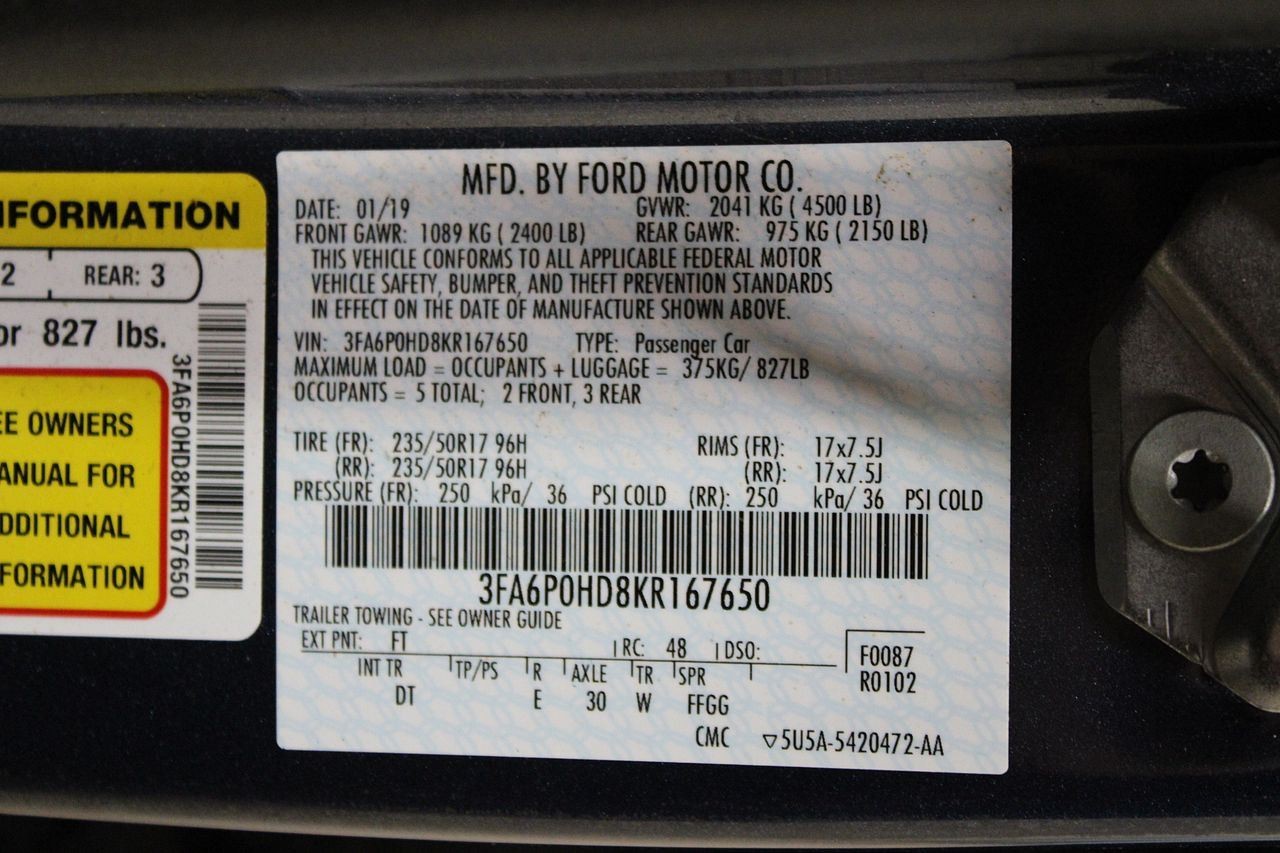 NFORMATION
2 REAR: 3
or 827 lbs.
EE OWNERS
ANUAL FOR
DDITIONAL
FORMATION
3FA6P0HD8KR167650
MFD. BY FORD MOTOR CO.
DATE: 01/19 GVWR: 2041 KG ( 4500 LB)
FRONT GAWR: 1089 KG ( 2400 LB) REAR GAWR: 975 KG ( 2150 LB)
THIS VEHICLE CONFORMS TO ALL APPLICABLE FEDERAL MOTOR
VEHICLE SAFETY, BUMPER, AND THEFT PREVENTION STANDARDS
IN EFFECT ON THE DATE OF MANUFACTURE SHOWN ABOVE.
VIN: 3FA6P0HD8KR167650 TYPE: Passenger Car
MAXIMUM LOAD = OCCUPANTS + LUGGAGE = 375KG/ 827LB
OCCUPANTS = 5 TOTAL; 2 FRONT, 3 REAR
TIRE (FR): 235/50R17 96H RIMS (FR): 17x7.5J
(RR): 235/50R17 96H (RR): 17x7.5J
PRESSURE (FR): 250 kPa/ 36 PSI COLD (RR): 250 kPa/ 36 PSI COLD
3FA6P0HD8KR167650
TRAILER TOWING - SEE OWNER GUIDE
EXT PNT: FT RC: 48 DSO:
INT TR TP/PS R AXLE TR SPR
DT E 30 W FFGG
F0087
R0102
CMC ▽5U5A-5420472-AA